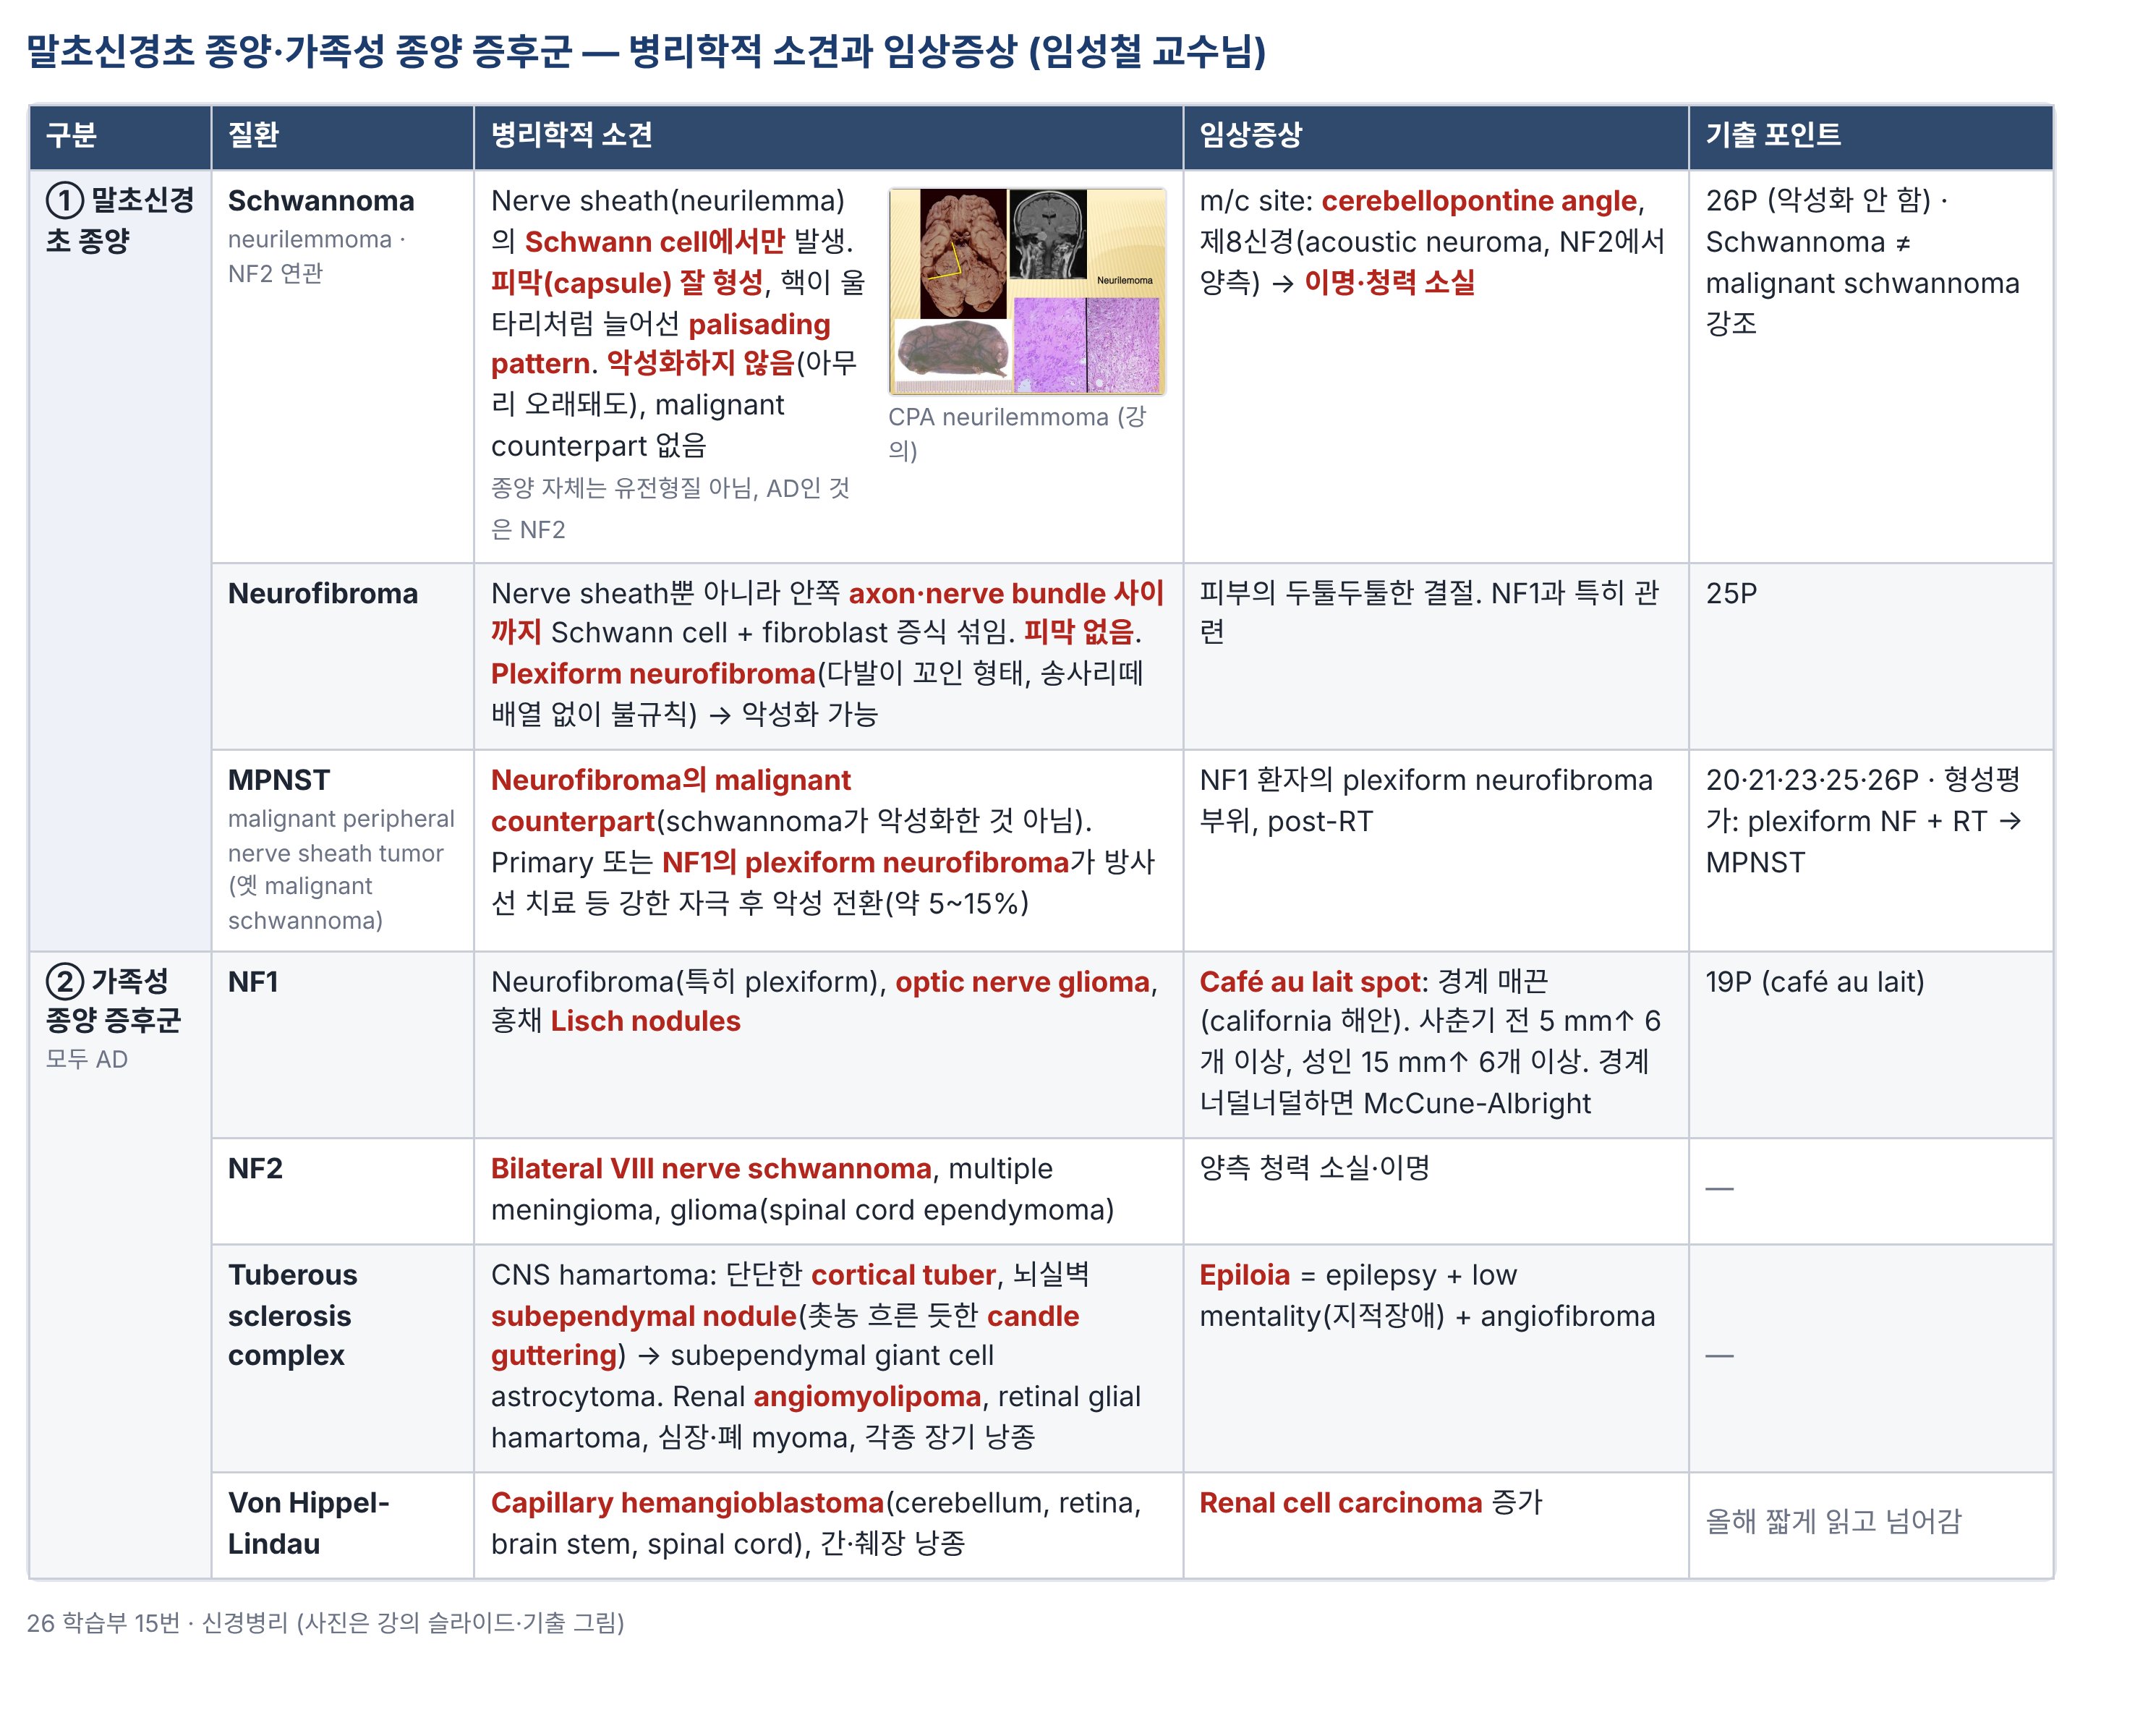 말초신경초 종양·가족성 종양 증후군 — 병리학적 소견과 임상증상 (임성철 교수님)
구분
질환
병리학적 소견
임상증상
기출 포인트
① 말초신경
초 종양
Schwannoma
neurilemmoma ·
NF2 연관
Nerve sheath(neurilemma)
의 Schwann cell에서만 발생.
피막(capsule) 잘 형성, 핵이 울
타리처럼 늘어선 palisading
pattern. 악성화하지 않음(아무
리 오래돼도), malignant
counterpart 없음
종양 자체는 유전형질 아님, AD인 것
은 NF2
Neurilemoma
CPA neurilemmoma (강
의)
m/c site: cerebellopontine angle,
제8신경(acoustic neuroma, NF2에서
양측) → 이명·청력 소실
26P (악성화 안 함) ·
Schwannoma ≠
malignant schwannoma
강조
Neurofibroma
Nerve sheath뿐 아니라 안쪽 axon·nerve bundle 사이
까지 Schwann cell + fibroblast 증식 섞임. 피막 없음.
Plexiform neurofibroma(다발이 꼬인 형태, 송사리떼
배열 없이 불규칙) → 악성화 가능
피부의 두툴두툴한 결절. NF1과 특히 관
련
25P
MPNST
malignant peripheral
nerve sheath tumor
(옛 malignant
schwannoma)
Neurofibroma의 malignant
counterpart(schwannoma가 악성화한 것 아님).
Primary 또는 NF1의 plexiform neurofibroma가 방사
선 치료 등 강한 자극 후 악성 전환(약 5~15%)
NF1 환자의 plexiform neurofibroma
부위, post-RT
20·21·23·25·26P · 형성평
가: plexiform NF + RT →
MPNST
② 가족성
종양 증후군
모두 AD
NF1
Neurofibroma(특히 plexiform), optic nerve glioma,
홍채 Lisch nodules
Café au lait spot: 경계 매끈
(california 해안). 사춘기 전 5 mm↑ 6
개 이상, 성인 15 mm↑ 6개 이상. 경계
너덜너덜하면 McCune-Albright
19P (café au lait)
NF2
Bilateral VIII nerve schwannoma, multiple
meningioma, glioma(spinal cord ependymoma)
양측 청력 소실·이명
—
Tuberous
sclerosis
complex
CNS hamartoma: 단단한 cortical tuber, 뇌실벽
subependymal nodule(촛농 흐른 듯한 candle
guttering) → subependymal giant cell
astrocytoma. Renal angiomyolipoma, retinal glial
hamartoma, 심장·폐 myoma, 각종 장기 낭종
Epiloia = epilepsy + low
mentality(지적장애) + angiofibroma
—
Von Hippel-
Lindau
Capillary hemangioblastoma(cerebellum, retina,
brain stem, spinal cord), 간·췌장 낭종
Renal cell carcinoma 증가
올해 짧게 읽고 넘어감
26 학습부 15번 · 신경병리 (사진은 강의 슬라이드·기출 그림)